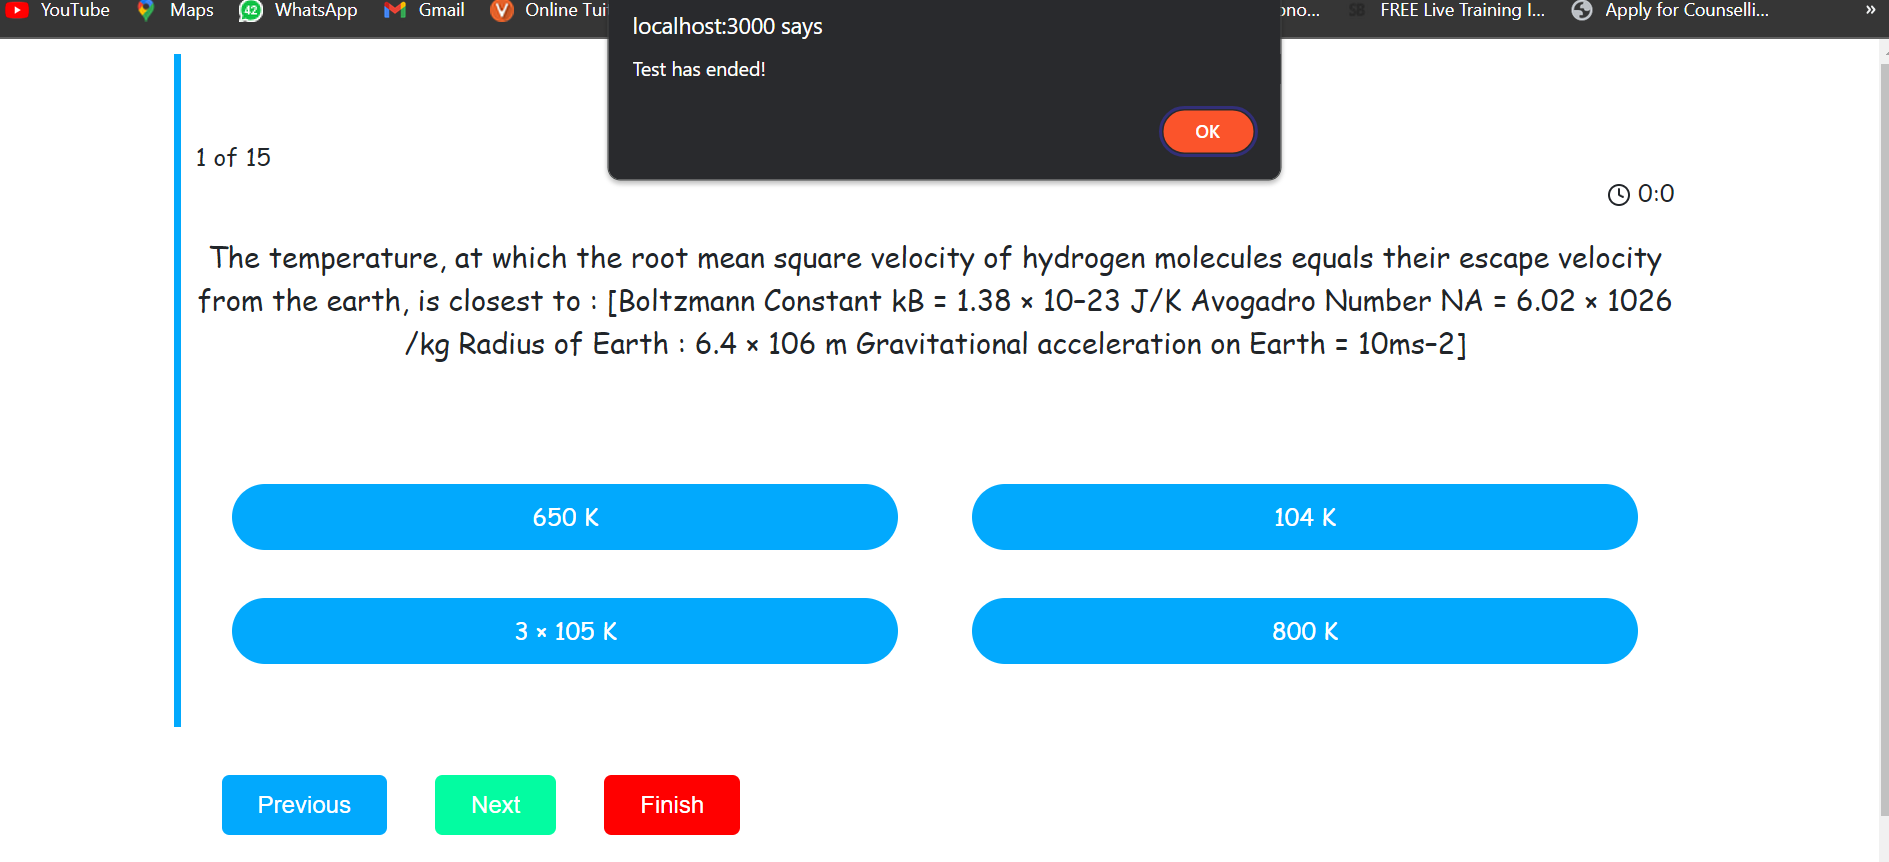 YouTube Maps 42 WhatsApp Gmail Online Tui
ono... SB FREE Live Training I... Apply for Counselli... »
localhost:3000 says
Test has ended!
OK
1 of 15
0:0
The temperature, at which the root mean square velocity of hydrogen molecules equals their escape velocity
from the earth, is closest to : [Boltzmann Constant kB = 1.38 × 10–23 J/K Avogadro Number NA = 6.02 × 1026
/kg Radius of Earth : 6.4 × 106 m Gravitational acceleration on Earth = 10ms–2]
650 K
104 K
3 × 105 K
800 K
Previous Next Finish